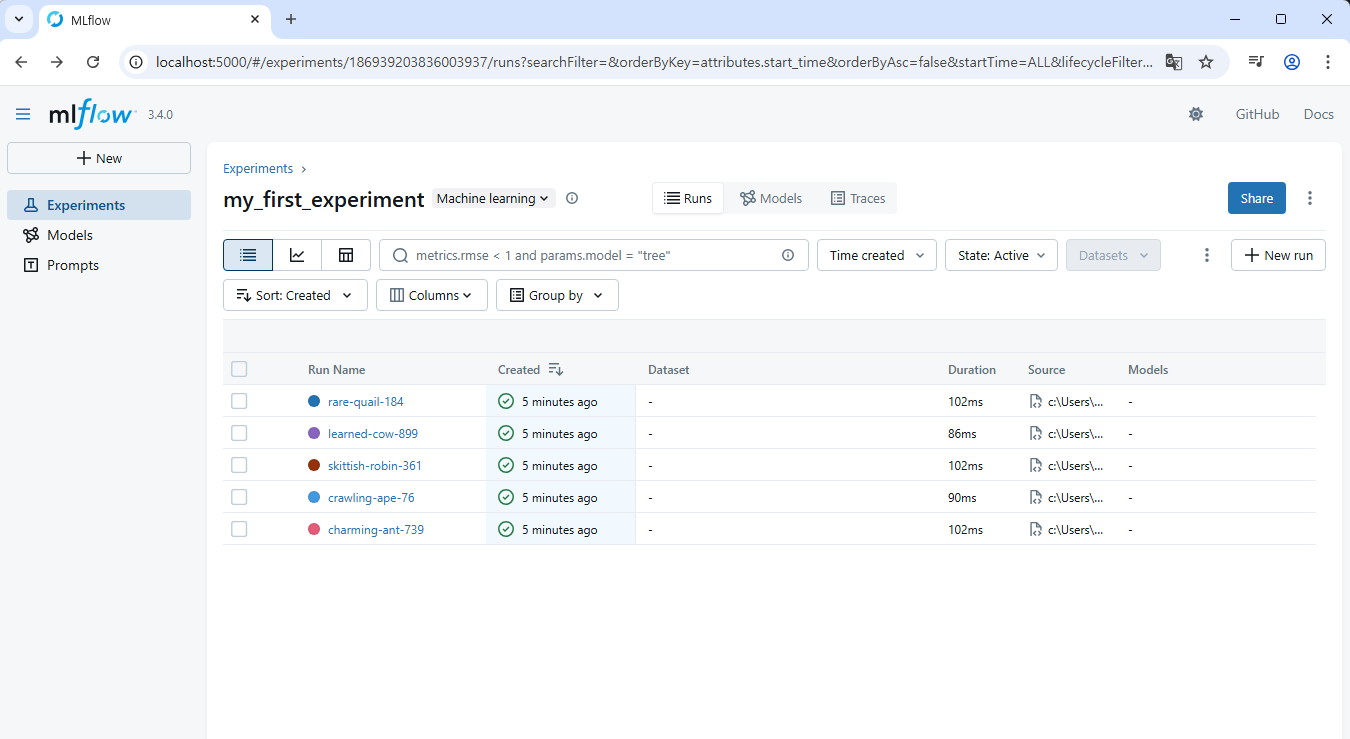 MLflow
localhost:5000/#/experiments/186939203836003937/runs?searchFilter=&orderByKey=attributes.start_time&orderByAsc=false&startTime=ALL&lifecycleFilter...
mlflow 3.4.0
GitHub Docs
New
Experiments
Models
Prompts
Experiments
my_first_experiment Machine learning
Runs Models Traces
Share
metrics.rmse < 1 and params.model = "tree"
Time created State: Active Datasets New run
Sort: Created Columns Group by
Run Name Created Dataset Duration Source Models
rare-quail-184 5 minutes ago - 102ms c:\Users\... -
learned-cow-899 5 minutes ago - 86ms c:\Users\... -
skittish-robin-361 5 minutes ago - 102ms c:\Users\... -
crawling-ape-76 5 minutes ago - 90ms c:\Users\... -
charming-ant-739 5 minutes ago - 102ms c:\Users\... -